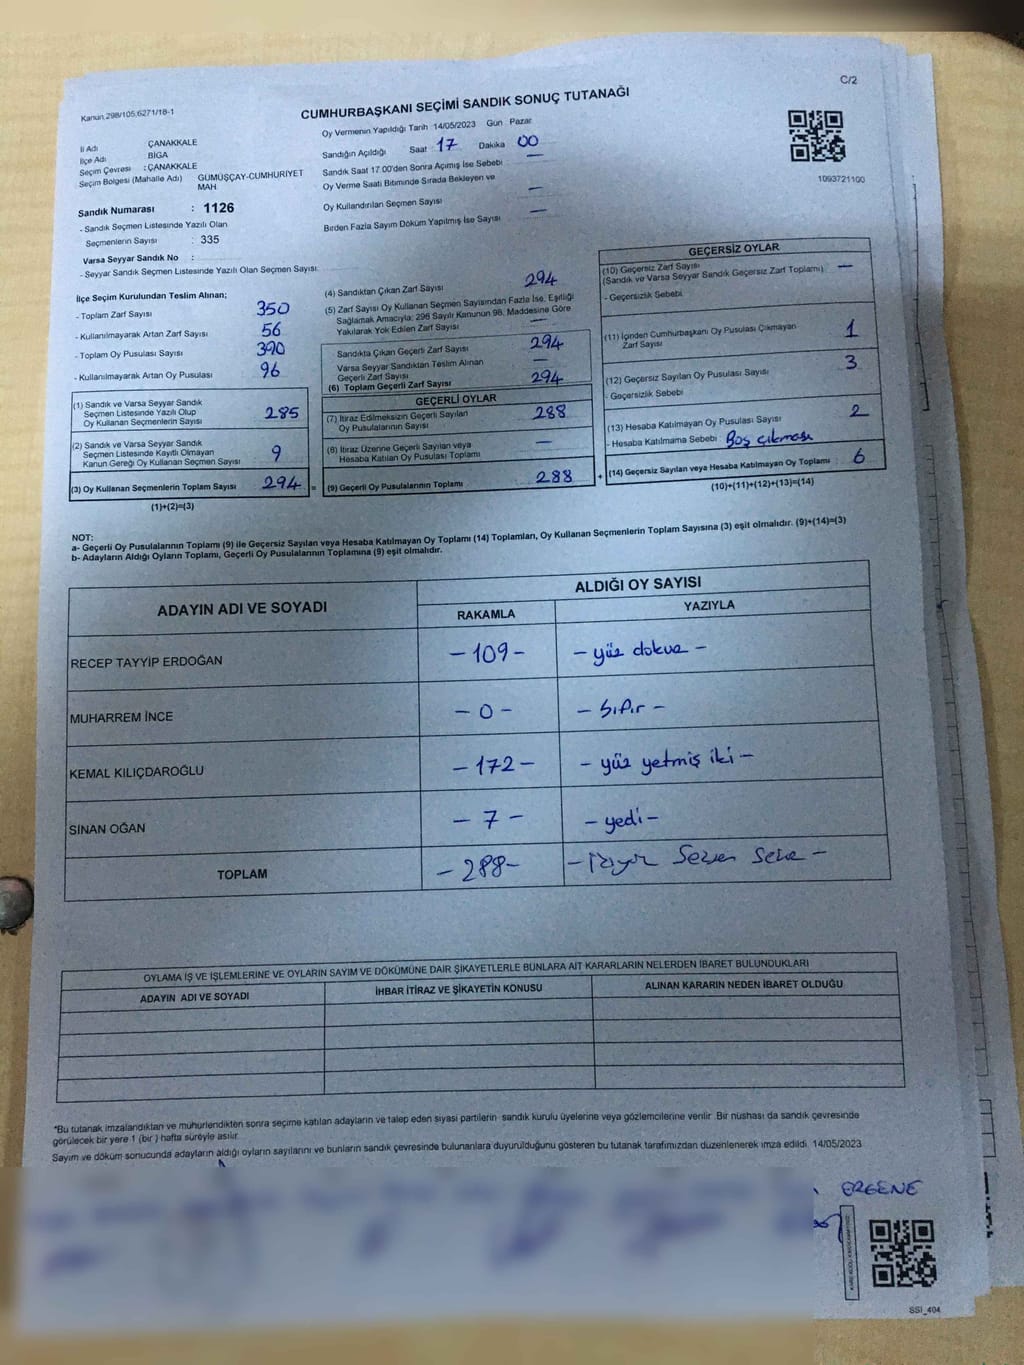 C/2
Kanun 298/105;6271/18-1
CUMHURBAŞKANI SEÇİMİ SANDIK SONUÇ TUTANAĞI
İl Adı ÇANAKKALE
İlçe Adı BİGA
Seçim Çevresi : ÇANAKKALE
Seçim Bölgesi (Mahalle Adı) GÜMÜŞÇAY-CUMHURİYET
MAH
Sandık Numarası : 1126
- Sandık Seçmen Listesinde Yazılı Olan
Seçmenlerin Sayısı : 335
Varsa Seyyar Sandık No :
- Seyyar Sandık Seçmen Listesinde Yazılı Olan Seçmen Sayısı:
Oy Vermenin Yapıldığı Tarih 14/05/2023 Gün Pazar
Sandığın Açıldığı Saat : 17 Dakika 00
Sandık Saat 17.00'den Sonra Açımış İse Sebebi —
Oy Verme Saati Bitiminde Sırada Bekleyen ve
Oy Kullandırılan Seçmen Sayısı —
Birden Fazla Sayım Döküm Yapılmış İse Sayısı —
1093721100
İlçe Seçim Kurulundan Teslim Alınan;
- Toplam Zarf Sayısı 350
- Kullanılmayarak Artan Zarf Sayısı 56
- Toplam Oy Pusulası Sayısı 390
- Kullanılmayarak Artan Oy Pusulası 96
(1) Sandık ve Varsa Seyyar Sandık
Seçmen Listesinde Yazılı Olup
Oy Kullanan Seçmenlerin Sayısı 285
(2) Sandık ve Varsa Seyyar Sandık
Seçmen Listesinde Kayıtlı Olmayan
Kanun Gereği Oy Kullanan Seçmen Sayısı 9
(3) Oy Kullanan Seçmenlerin Toplam Sayısı 294 =
(1)+(2)=(3)
(4) Sandıktan Çıkan Zarf Sayısı 294
(5) Zarf Sayısı Oy Kullanan Seçmen Sayısından Fazla İse, Eşitliği
Sağlamak Amacıyla; 298 Sayılı Kanunun 98. Maddesine Göre
Yakılarak Yok Edilen Zarf Sayısı —
Sandıkta Çıkan Geçerli Zarf Sayısı 294
Varsa Seyyar Sandıktan Teslim Alınan
Geçerli Zarf Sayısı —
(6) Toplam Geçerli Zarf Sayısı 294
GEÇERLİ OYLAR
(7) İtiraz Edilmeksizin Geçerli Sayılan
Oy Pusulasının Sayısı 288
(8) İtiraz Üzerine Geçerli Sayılan veya
Hesaba Katılan Oy Pusulası Toplamı —
(9) Geçerli Oy Pusulalarının Toplamı 288 +
GEÇERSİZ OYLAR
(10) Geçersiz Zarf Sayısı
(Sandık ve Varsa Seyyar Sandık Geçersiz Zarf Toplamı) —
- Geçersizlik Sebebi
(11) İçinden Cumhurbaşkanı Oy Pusulası Çıkmayan
Zarf Sayısı 1
(12) Geçersiz Sayılan Oy Pusulası Sayısı 3
- Geçersizlik Sebebi
(13) Hesaba Katılmayan Oy Pusulası Sayısı 2
- Hesaba Katılmama Sebebi : Boş çıkması
(14) Geçersiz Sayılan veya Hesaba Katılmayan Oy Toplamı : 6
(10)+(11)+(12)+(13)=(14)
NOT:
a- Geçerli Oy Pusulalarının Toplamı (9) ile Geçersiz Sayılan veya Hesaba Katılmayan Oy Toplamı (14) Toplamları, Oy Kullanan Seçmenlerin Toplam Sayısına (3) eşit olmalıdır. (9)+(14)=(3)
b- Adayların Aldığı Oyların Toplamı, Geçerli Oy Pusulalarının Toplamına (9) eşit olmalıdır.
ADAYIN ADI VE SOYADI ALDIĞI OY SAYISI
RAKAMLA YAZIYLA
RECEP TAYYİP ERDOĞAN - 109 - - yüz dokuz -
MUHARREM İNCE - 0 - - Sıfır -
KEMAL KILIÇDAROĞLU - 172 - - yüz yetmiş iki -
SİNAN OĞAN - 7 - - yedi -
TOPLAM - 288 -
OYLAMA İŞ VE İŞLEMLERİNE VE OYLARIN SAYIM VE DÖKÜMÜNE DAİR ŞİKAYETLERLE BUNLARA AİT KARARLARIN NELERDEN İBARET BULUNDUKLARI
ADAYIN ADI VE SOYADI İHBAR İTİRAZ VE ŞİKAYETİN KONUSU ALINAN KARARIN NEDEN İBARET OLDUĞU
*Bu tutanak imzalandıktan ve mühürlendikten sonra seçime katılan adayların ve talep eden siyasi partilerin sandık kurulu üyelerine veya gözlemcilerine verilir. Bir nüshası da sandık çevresinde
görülecek bir yere 1 (bir) hafta süreyle asılır.
Sayım ve döküm sonucunda adayların aldığı oyların sayılarını ve bunların sandık çevresinde bulunanlara duyurulduğunu gösteren bu tutanak tarafımızdan düzenlenerek imza edildi. 14/05/2023
ERGENE
SSİ_404